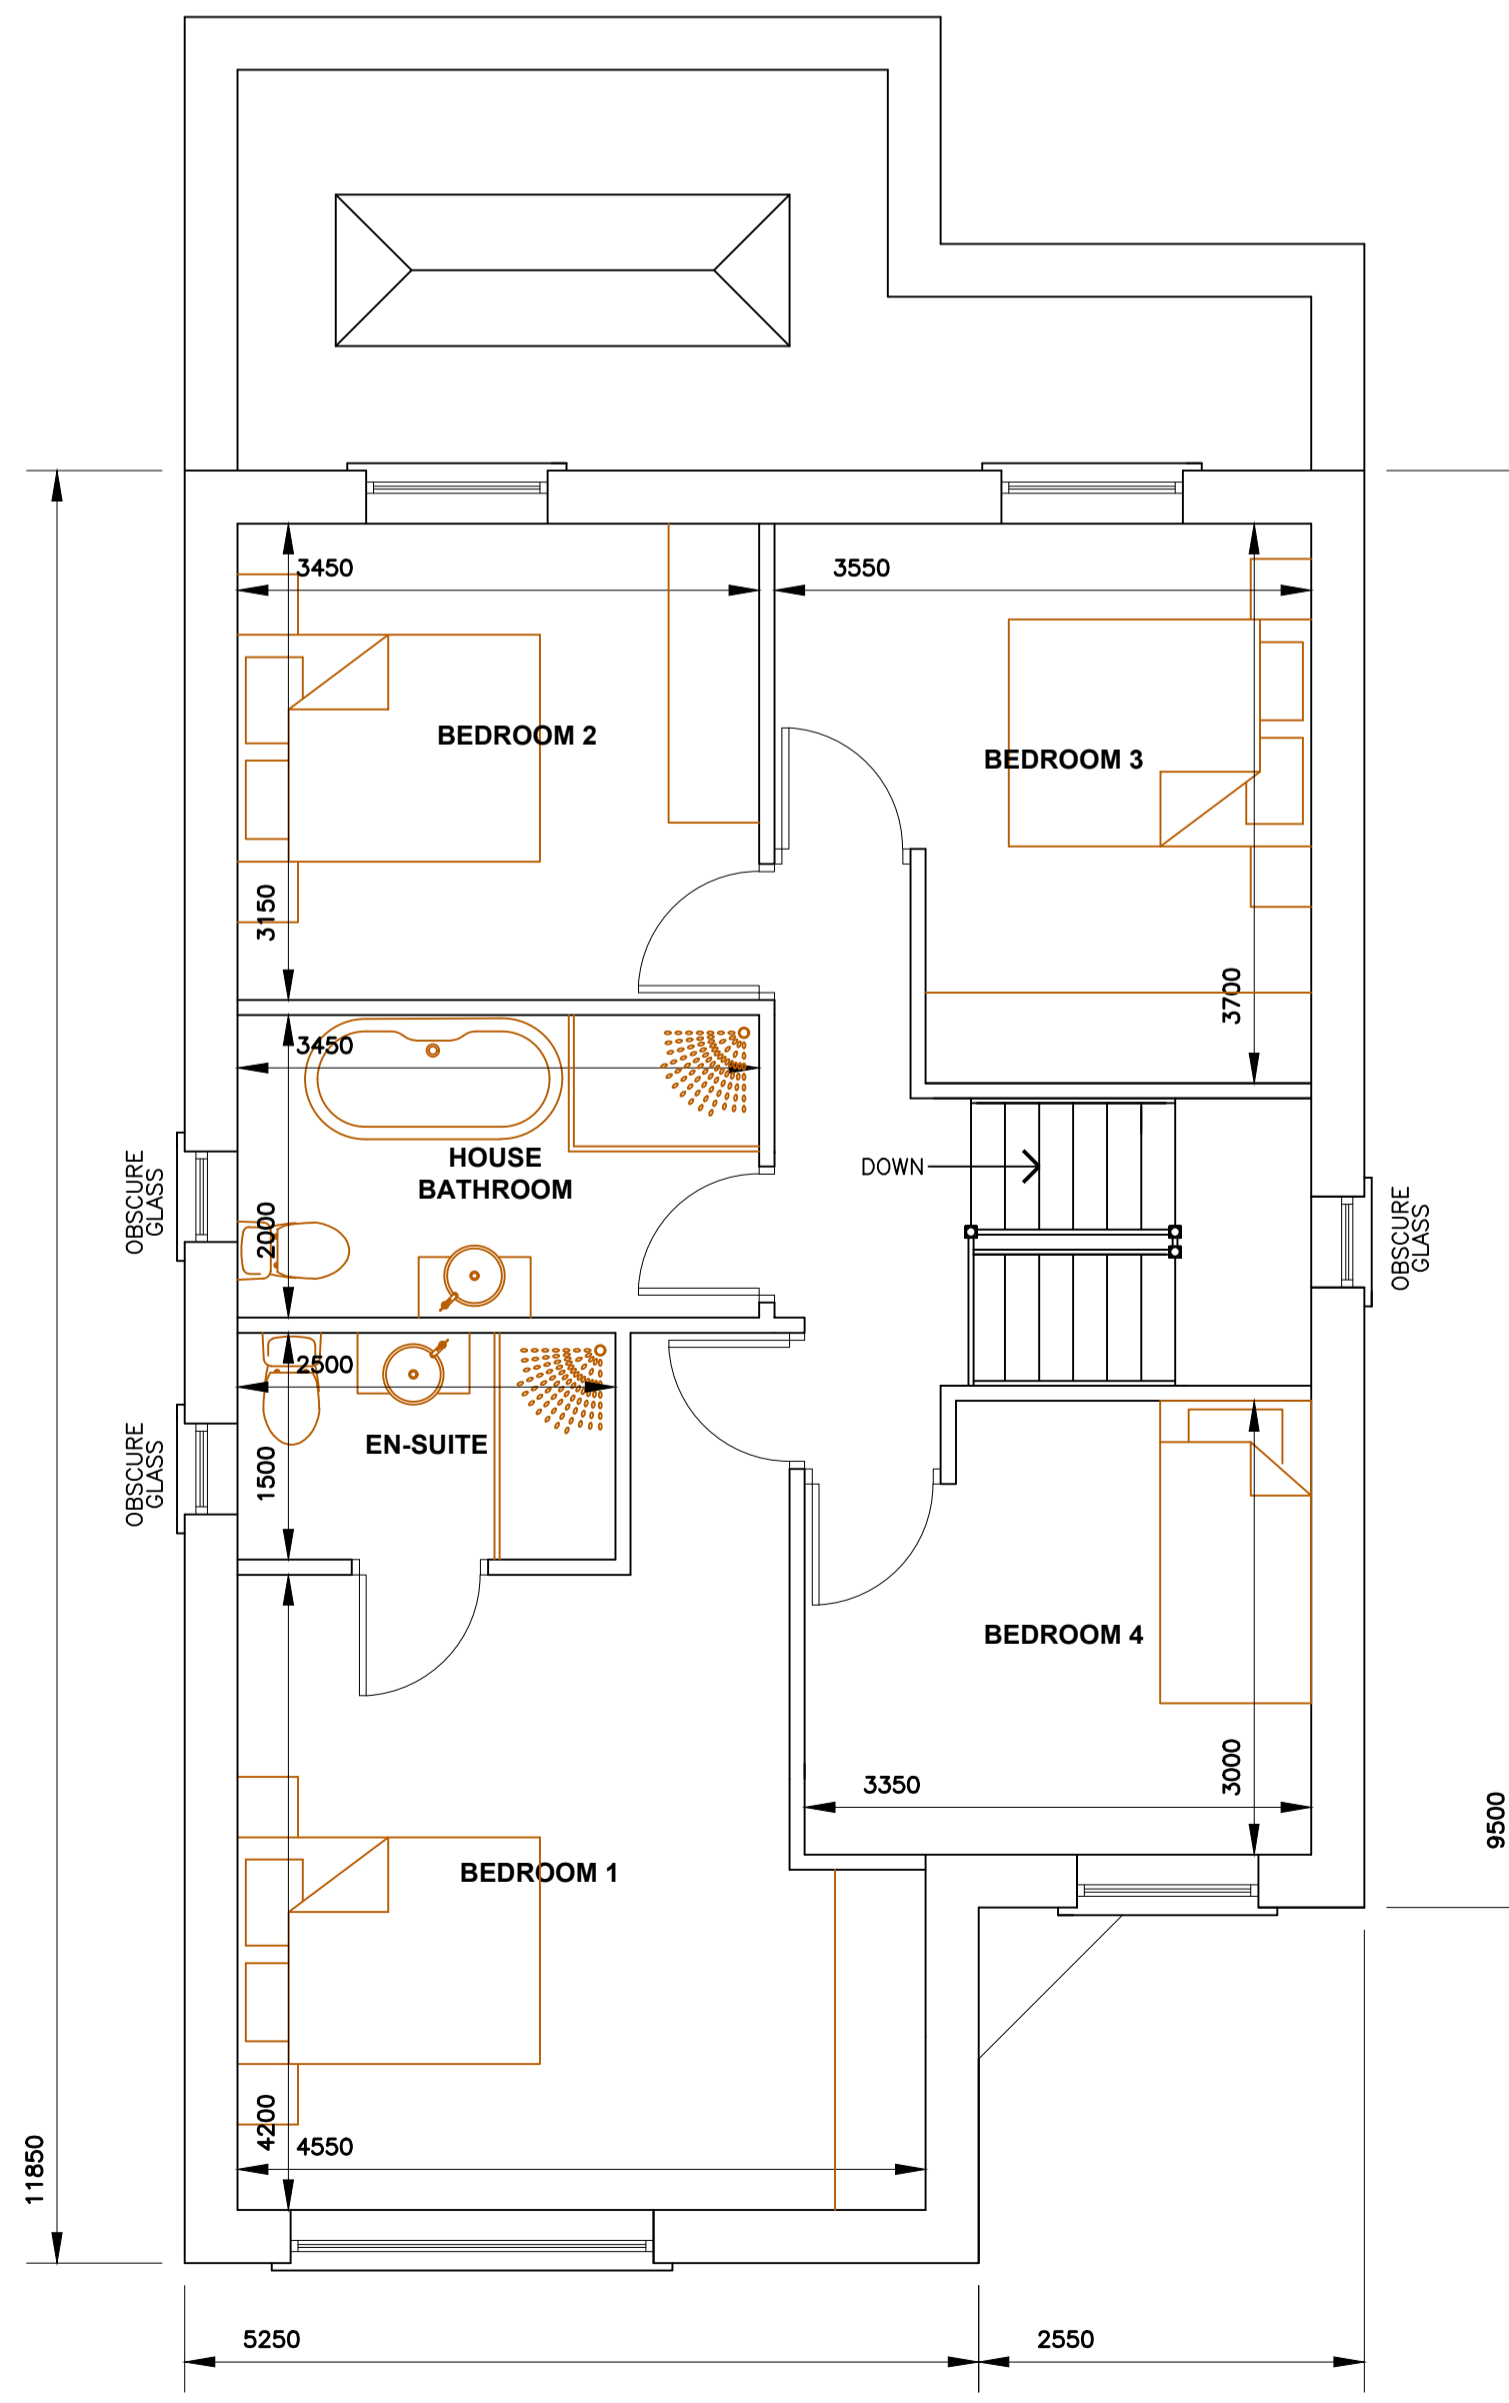 3450
3550
BEDROOM 2
BEDROOM 3
3150
3700
3450
HOUSE
BATHROOM
DOWN
OBSCURE
GLASS
2000
OBSCURE
GLASS
2500
EN-SUITE
OBSCURE
GLASS
1500
BEDROOM 4
3350
3000
9500
BEDROOM 1
4200
4550
11850
5250
2550